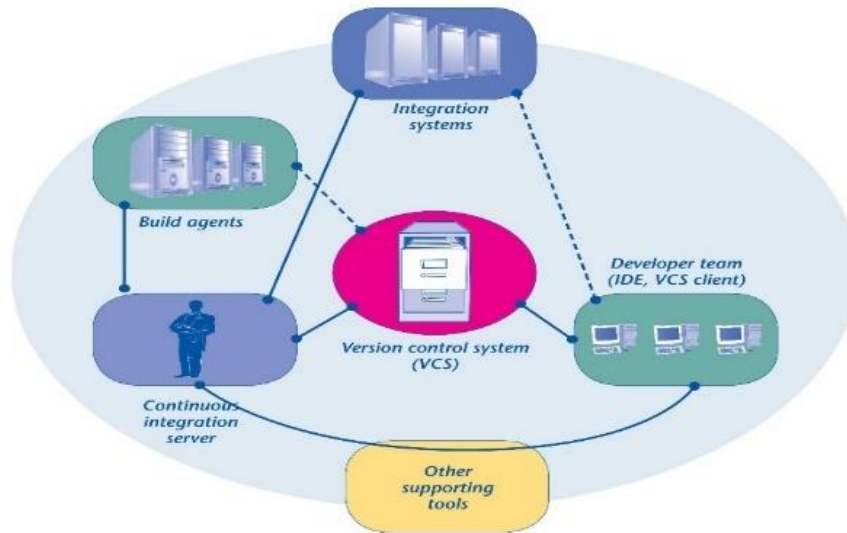 Integration
systems
Build agents
Developer team
(IDE, VCS client)
Version control system
(VCS)
Continuous
integration
server
Other
supporting
tools